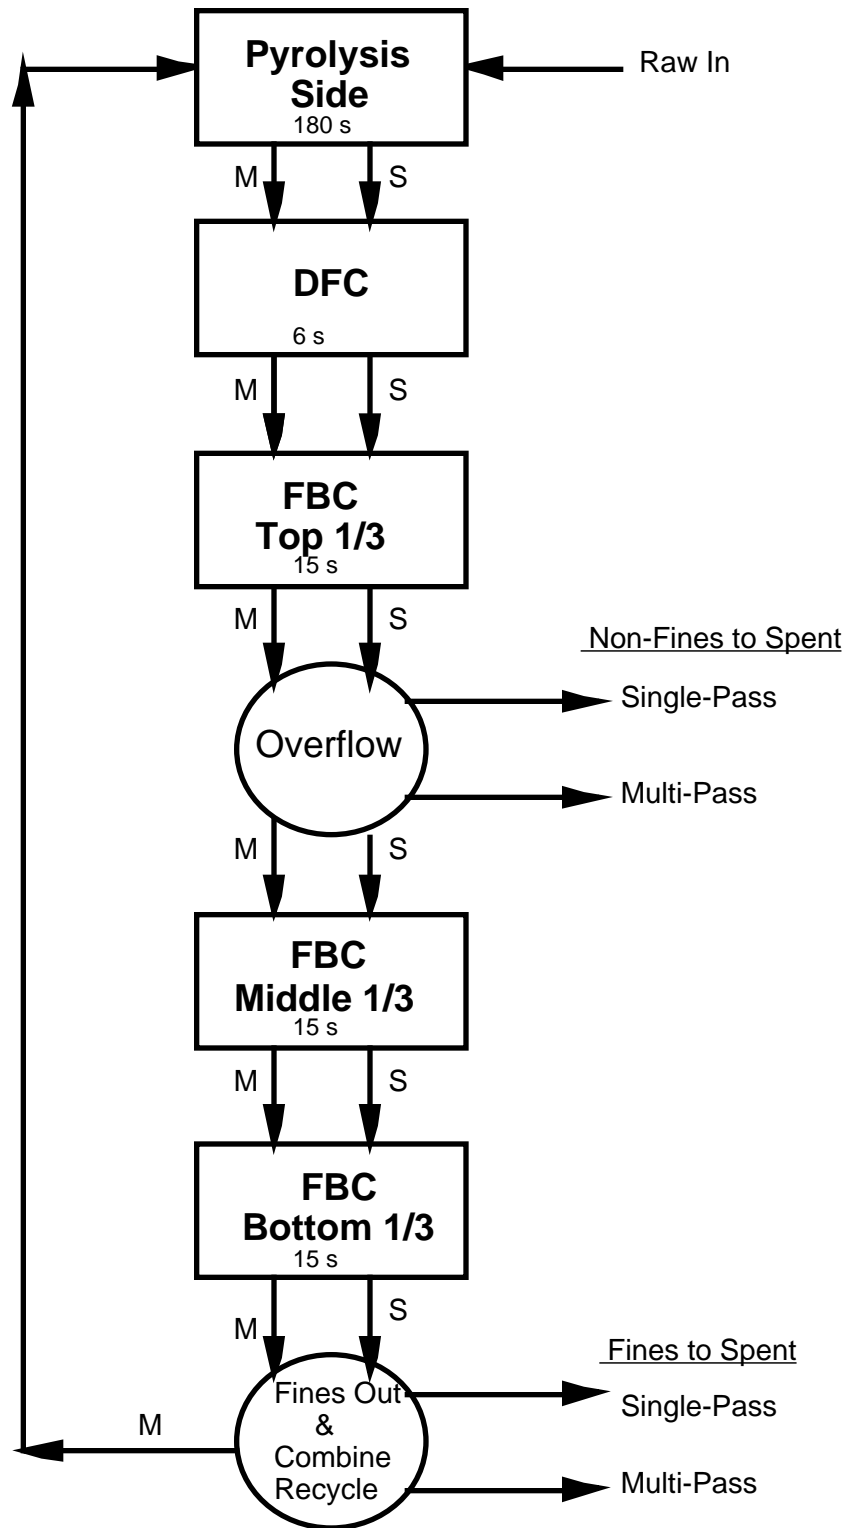 Pyrolysis
Side
180 s
Raw In
M
S
DFC
6 s
M
S
FBC
Top 1/3
15 s
M
S
Non-Fines to Spent
Single-Pass
Overflow
Multi-Pass
M
S
FBC
Middle 1/3
15 s
M
S
FBC
Bottom 1/3
15 s
M
S
Fines to Spent
Fines Out
&
Combine
Recycle
Single-Pass
M
Multi-Pass